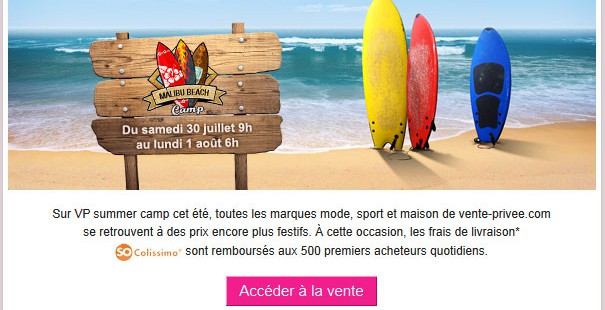 MALIBU BEACH
Camp
Du samedi 30 juillet 9h
au lundi 1 août 6h
Sur VP summer camp cet été, toutes les marques mode, sport et maison de vente-privee.com
se retrouvent à des prix encore plus festifs. À cette occasion, les frais de livraison*
SO Colissimo* sont remboursés aux 500 premiers acheteurs quotidiens.
Accéder à la vente